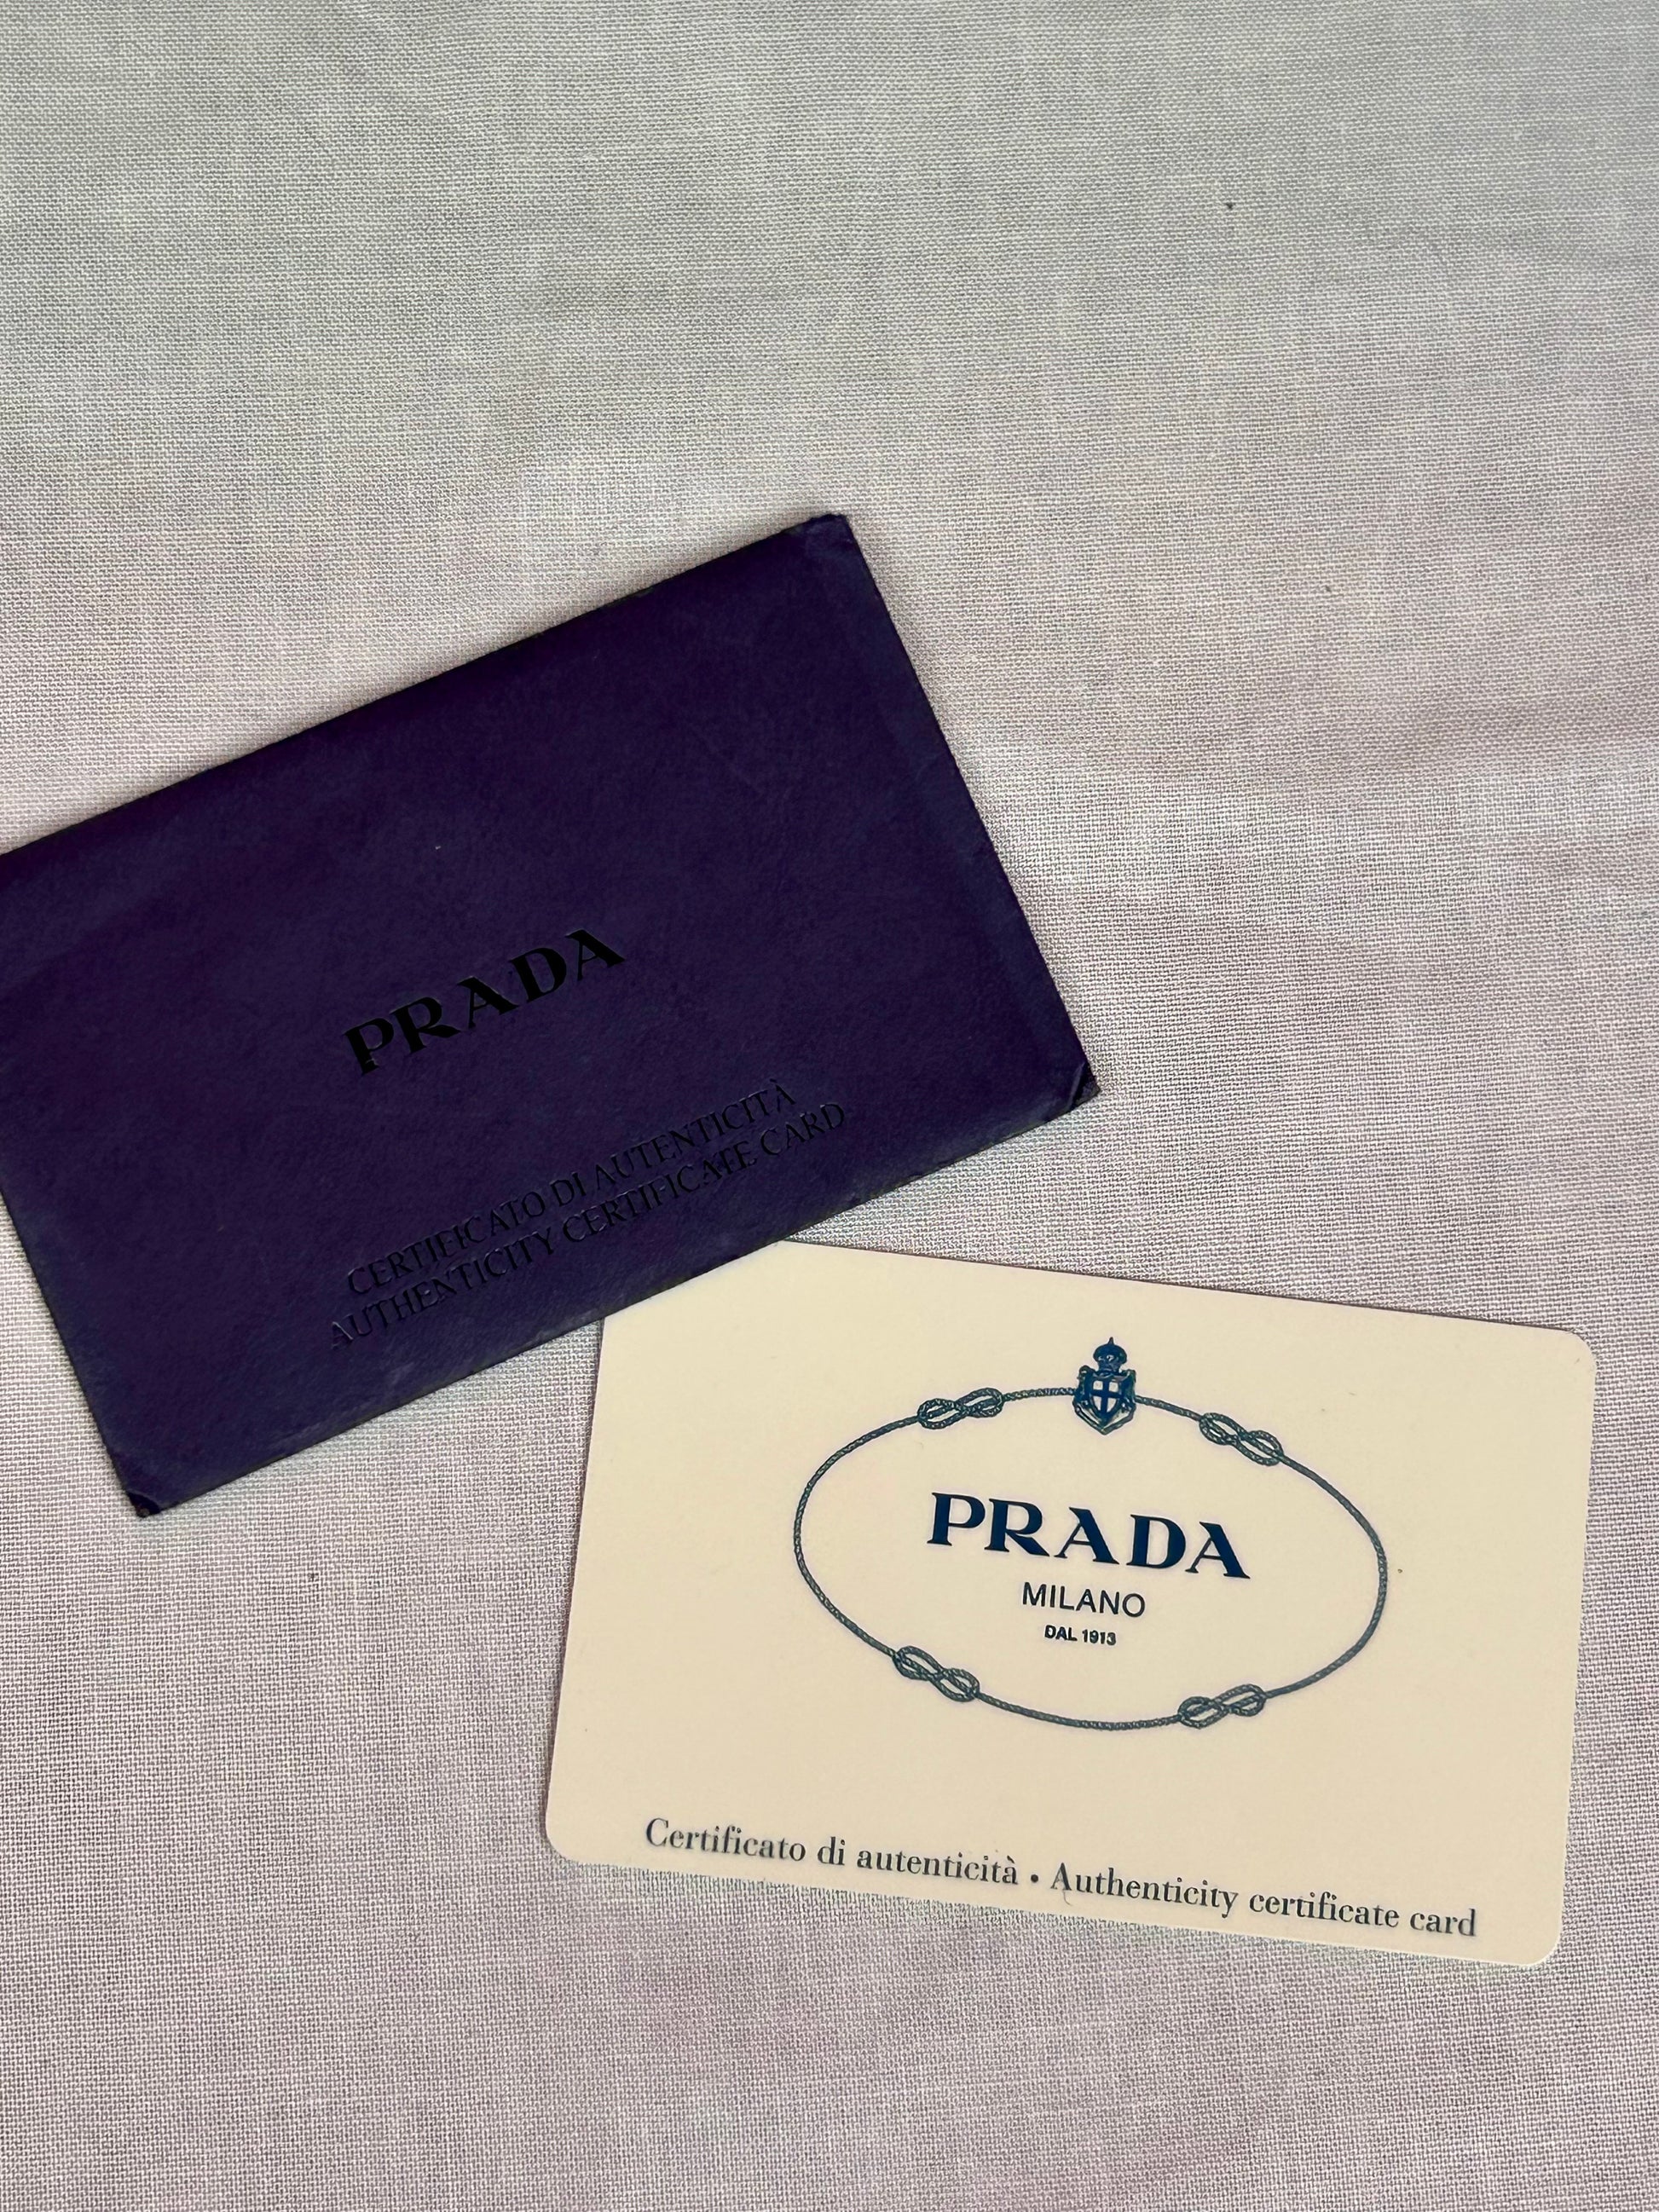 PRADA
CERTIFICATO DI AUTENTICITÀ
AUTHENTICITY CERTIFICATE CARD
PRADA
MILANO
DAL 1913
Certificato di autenticità • Authenticity certificate card